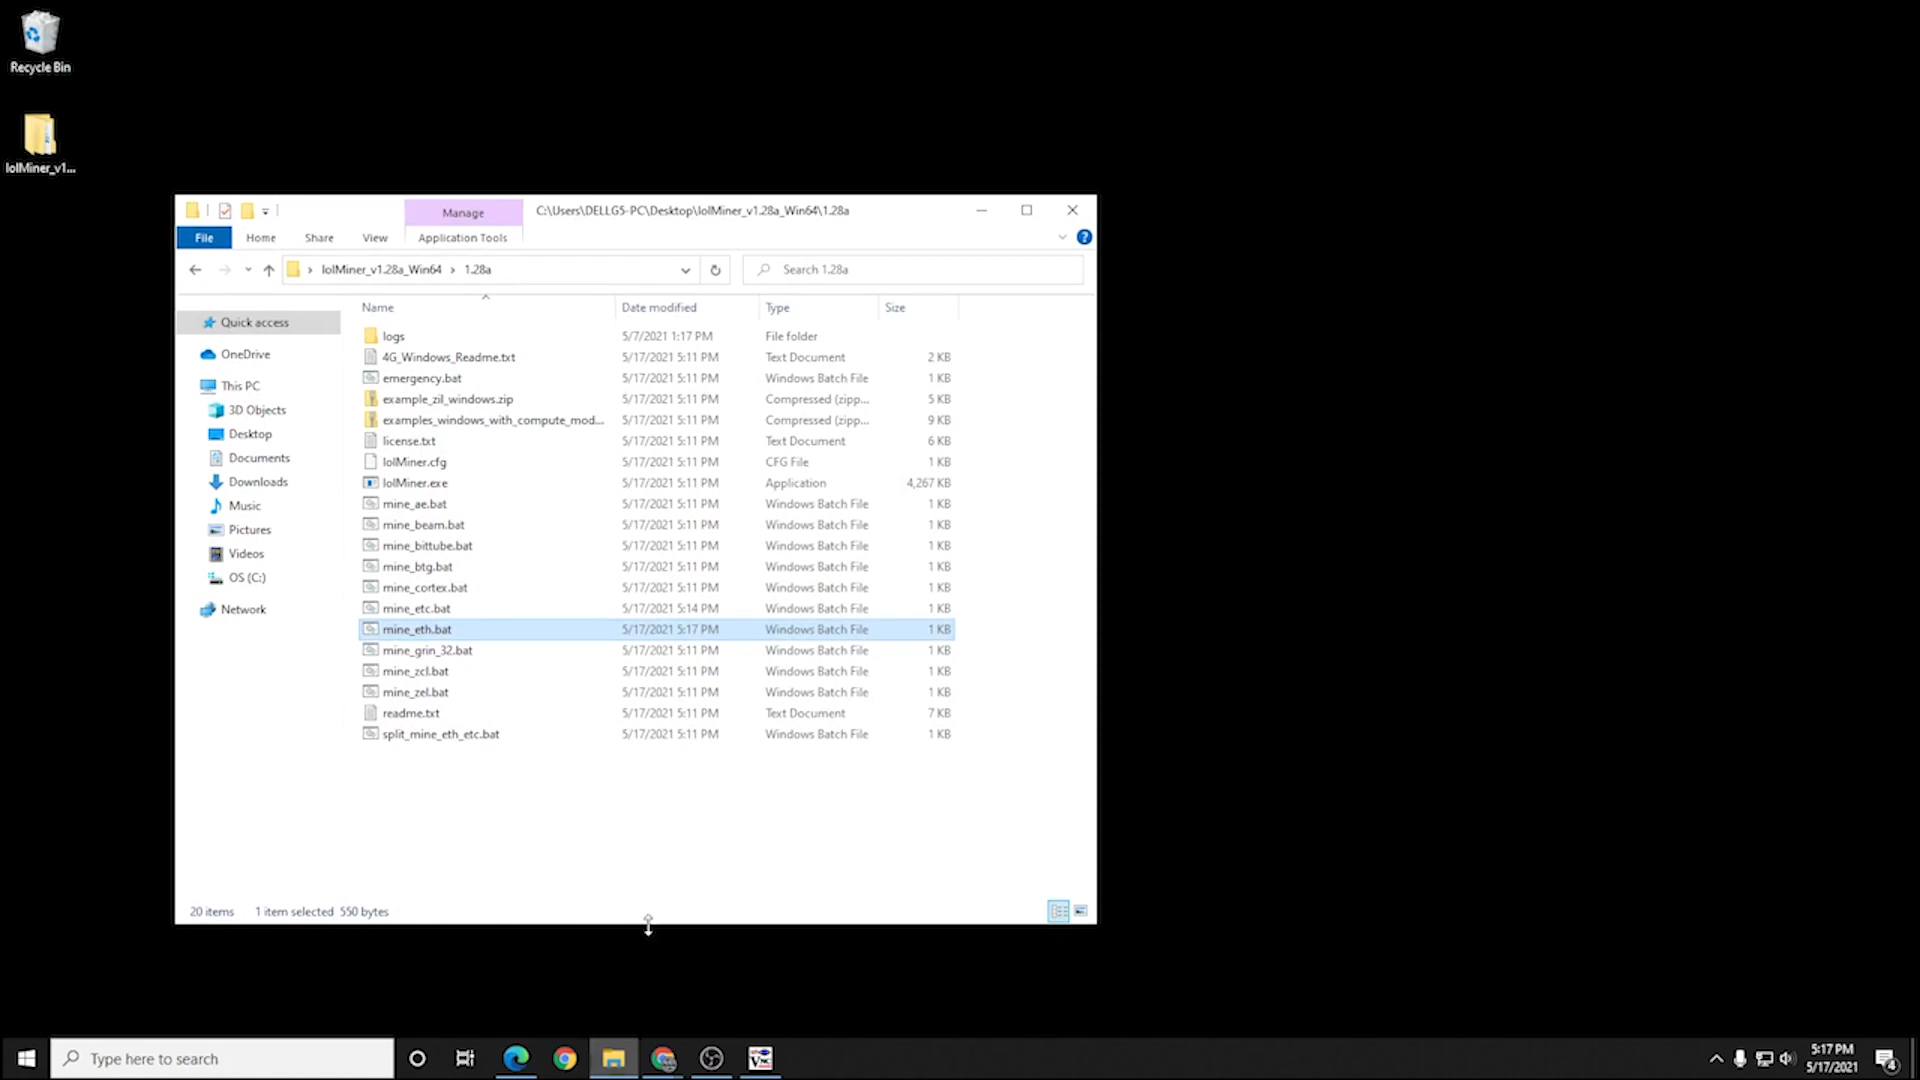 Recycle Bin
lolMiner_v1...
Manage
C:\Users\DELLG5-PC\Desktop\lolMiner_v1.28a_Win64\1.28a
File Home Share View Application Tools
lolMiner_v1.28a_Win64 1.28a
Search 1.28a
Name Date modified Type Size
Quick access
OneDrive
This PC
3D Objects
Desktop
Documents
Downloads
Music
Pictures
Videos
OS (C:)
Network
logs 5/7/2021 1:17 PM File folder
4G_Windows_Readme.txt 5/17/2021 5:11 PM Text Document 2 KB
emergency.bat 5/17/2021 5:11 PM Windows Batch File 1 KB
example_zil_windows.zip 5/17/2021 5:11 PM Compressed (zipp... 5 KB
examples_windows_with_compute_mod... 5/17/2021 5:11 PM Compressed (zipp... 9 KB
license.txt 5/17/2021 5:11 PM Text Document 6 KB
lolMiner.cfg 5/17/2021 5:11 PM CFG File 1 KB
lolMiner.exe 5/17/2021 5:11 PM Application 4,267 KB
mine_ae.bat 5/17/2021 5:11 PM Windows Batch File 1 KB
mine_beam.bat 5/17/2021 5:11 PM Windows Batch File 1 KB
mine_bittube.bat 5/17/2021 5:11 PM Windows Batch File 1 KB
mine_btg.bat 5/17/2021 5:11 PM Windows Batch File 1 KB
mine_cortex.bat 5/17/2021 5:11 PM Windows Batch File 1 KB
mine_etc.bat 5/17/2021 5:14 PM Windows Batch File 1 KB
mine_eth.bat 5/17/2021 5:17 PM Windows Batch File 1 KB
mine_grin_32.bat 5/17/2021 5:11 PM Windows Batch File 1 KB
mine_zcl.bat 5/17/2021 5:11 PM Windows Batch File 1 KB
mine_zel.bat 5/17/2021 5:11 PM Windows Batch File 1 KB
readme.txt 5/17/2021 5:11 PM Text Document 7 KB
split_mine_eth_etc.bat 5/17/2021 5:11 PM Windows Batch File 1 KB
20 items 1 item selected 550 bytes
Type here to search
5:17 PM
5/17/2021
4